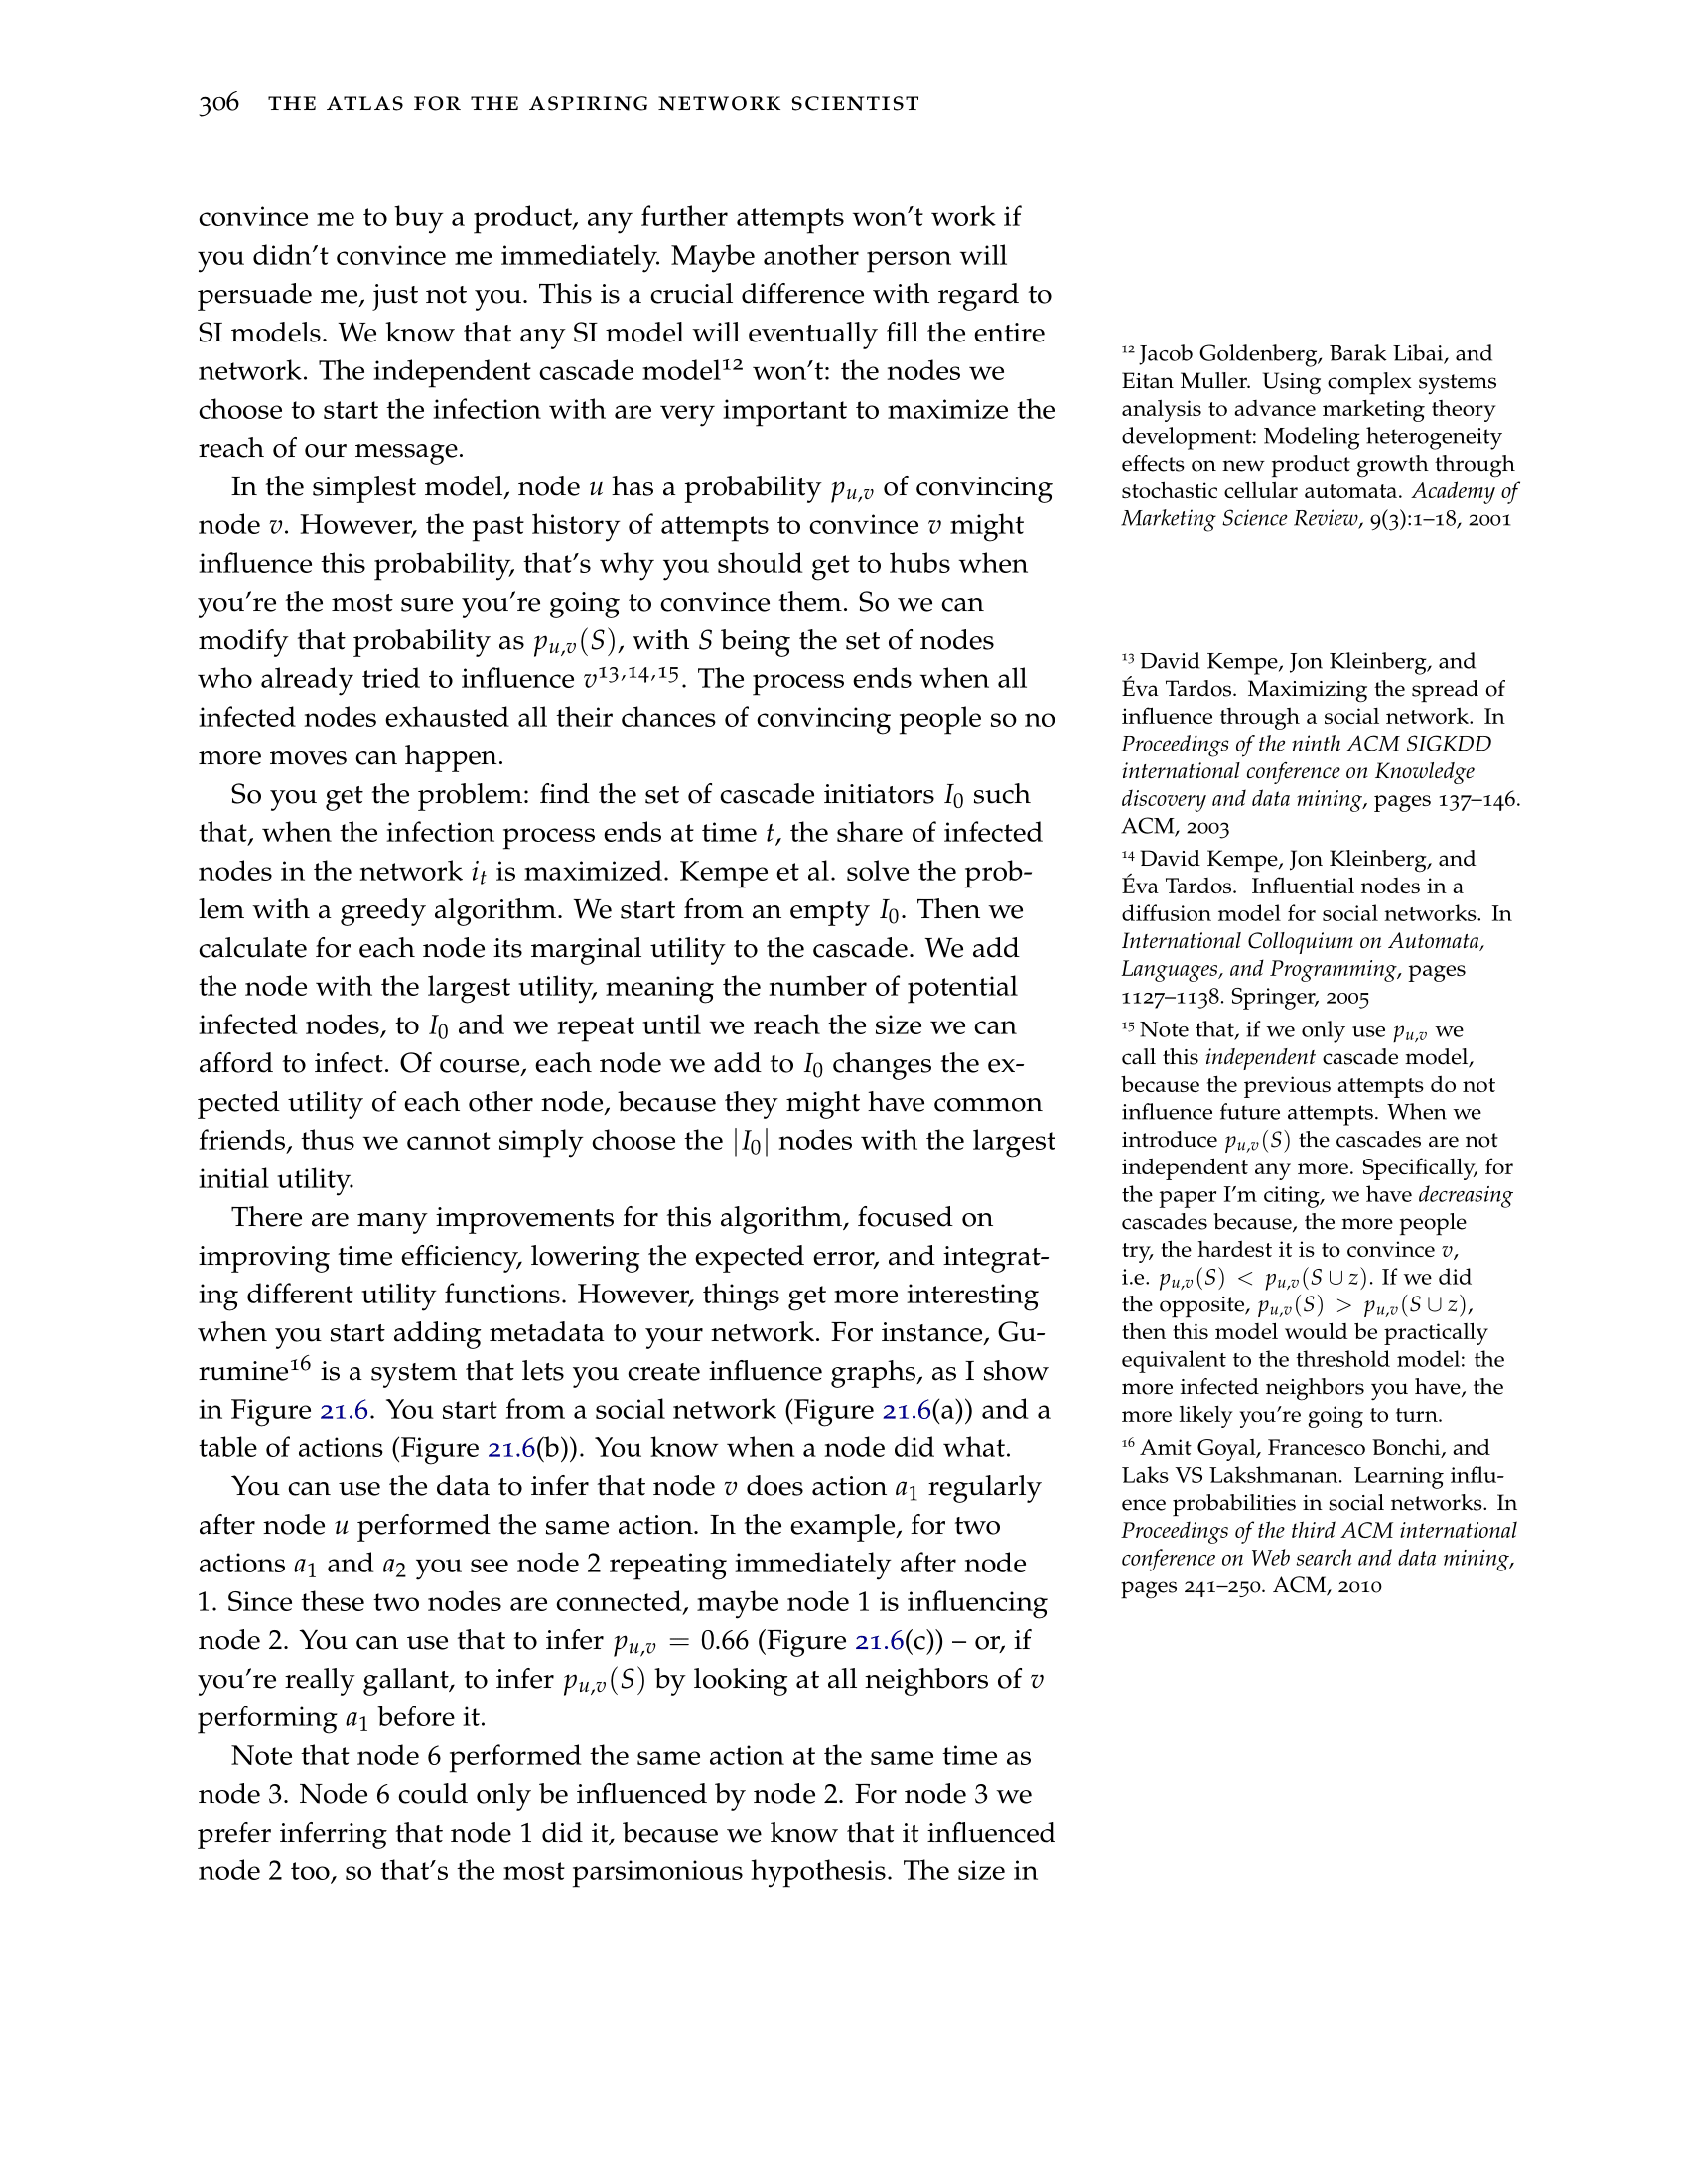 306 THE ATLAS FOR THE ASPIRING NETWORK SCIENTIST
convince me to buy a product, any further attempts won't work if
you didn't convince me immediately. Maybe another person will
persuade me, just not you. This is a crucial difference with regard to
SI models. We know that any SI model will eventually fill the entire
network. The independent cascade model¹² won't: the nodes we
choose to start the infection with are very important to maximize the
reach of our message.
In the simplest model, node u has a probability p_{u,v} of convincing
node v. However, the past history of attempts to convince v might
influence this probability, that's why you should get to hubs when
you're the most sure you're going to convince them. So we can
modify that probability as p_{u,v}(S), with S being the set of nodes
who already tried to influence v¹³,¹⁴,¹⁵. The process ends when all
infected nodes exhausted all their chances of convincing people so no
more moves can happen.
So you get the problem: find the set of cascade initiators I₀ such
that, when the infection process ends at time t, the share of infected
nodes in the network i_t is maximized. Kempe et al. solve the prob-
lem with a greedy algorithm. We start from an empty I₀. Then we
calculate for each node its marginal utility to the cascade. We add
the node with the largest utility, meaning the number of potential
infected nodes, to I₀ and we repeat until we reach the size we can
afford to infect. Of course, each node we add to I₀ changes the ex-
pected utility of each other node, because they might have common
friends, thus we cannot simply choose the |I₀| nodes with the largest
initial utility.
There are many improvements for this algorithm, focused on
improving time efficiency, lowering the expected error, and integrat-
ing different utility functions. However, things get more interesting
when you start adding metadata to your network. For instance, Gu-
rumine¹⁶ is a system that lets you create influence graphs, as I show
in Figure 21.6. You start from a social network (Figure 21.6(a)) and a
table of actions (Figure 21.6(b)). You know when a node did what.
You can use the data to infer that node v does action a₁ regularly
after node u performed the same action. In the example, for two
actions a₁ and a₂ you see node 2 repeating immediately after node
1. Since these two nodes are connected, maybe node 1 is influencing
node 2. You can use that to infer p_{u,v} = 0.66 (Figure 21.6(c)) – or, if
you're really gallant, to infer p_{u,v}(S) by looking at all neighbors of v
performing a₁ before it.
Note that node 6 performed the same action at the same time as
node 3. Node 6 could only be influenced by node 2. For node 3 we
prefer inferring that node 1 did it, because we know that it influenced
node 2 too, so that's the most parsimonious hypothesis. The size in
¹² Jacob Goldenberg, Barak Libai, and
Eitan Muller. Using complex systems
analysis to advance marketing theory
development: Modeling heterogeneity
effects on new product growth through
stochastic cellular automata. Academy of
Marketing Science Review, 9(3):1–18, 2001
¹³ David Kempe, Jon Kleinberg, and
Éva Tardos. Maximizing the spread of
influence through a social network. In
Proceedings of the ninth ACM SIGKDD
international conference on Knowledge
discovery and data mining, pages 137–146.
ACM, 2003
¹⁴ David Kempe, Jon Kleinberg, and
Éva Tardos. Influential nodes in a
diffusion model for social networks. In
International Colloquium on Automata,
Languages, and Programming, pages
1127–1138. Springer, 2005
¹⁵ Note that, if we only use p_{u,v} we
call this independent cascade model,
because the previous attempts do not
influence future attempts. When we
introduce p_{u,v}(S) the cascades are not
independent any more. Specifically, for
the paper I'm citing, we have decreasing
cascades because, the more people
try, the hardest it is to convince v,
i.e. p_{u,v}(S) < p_{u,v}(S ∪ z). If we did
the opposite, p_{u,v}(S) > p_{u,v}(S ∪ z),
then this model would be practically
equivalent to the threshold model: the
more infected neighbors you have, the
more likely you're going to turn.
¹⁶ Amit Goyal, Francesco Bonchi, and
Laks VS Lakshmanan. Learning influ-
ence probabilities in social networks. In
Proceedings of the third ACM international
conference on Web search and data mining,
pages 241–250. ACM, 2010